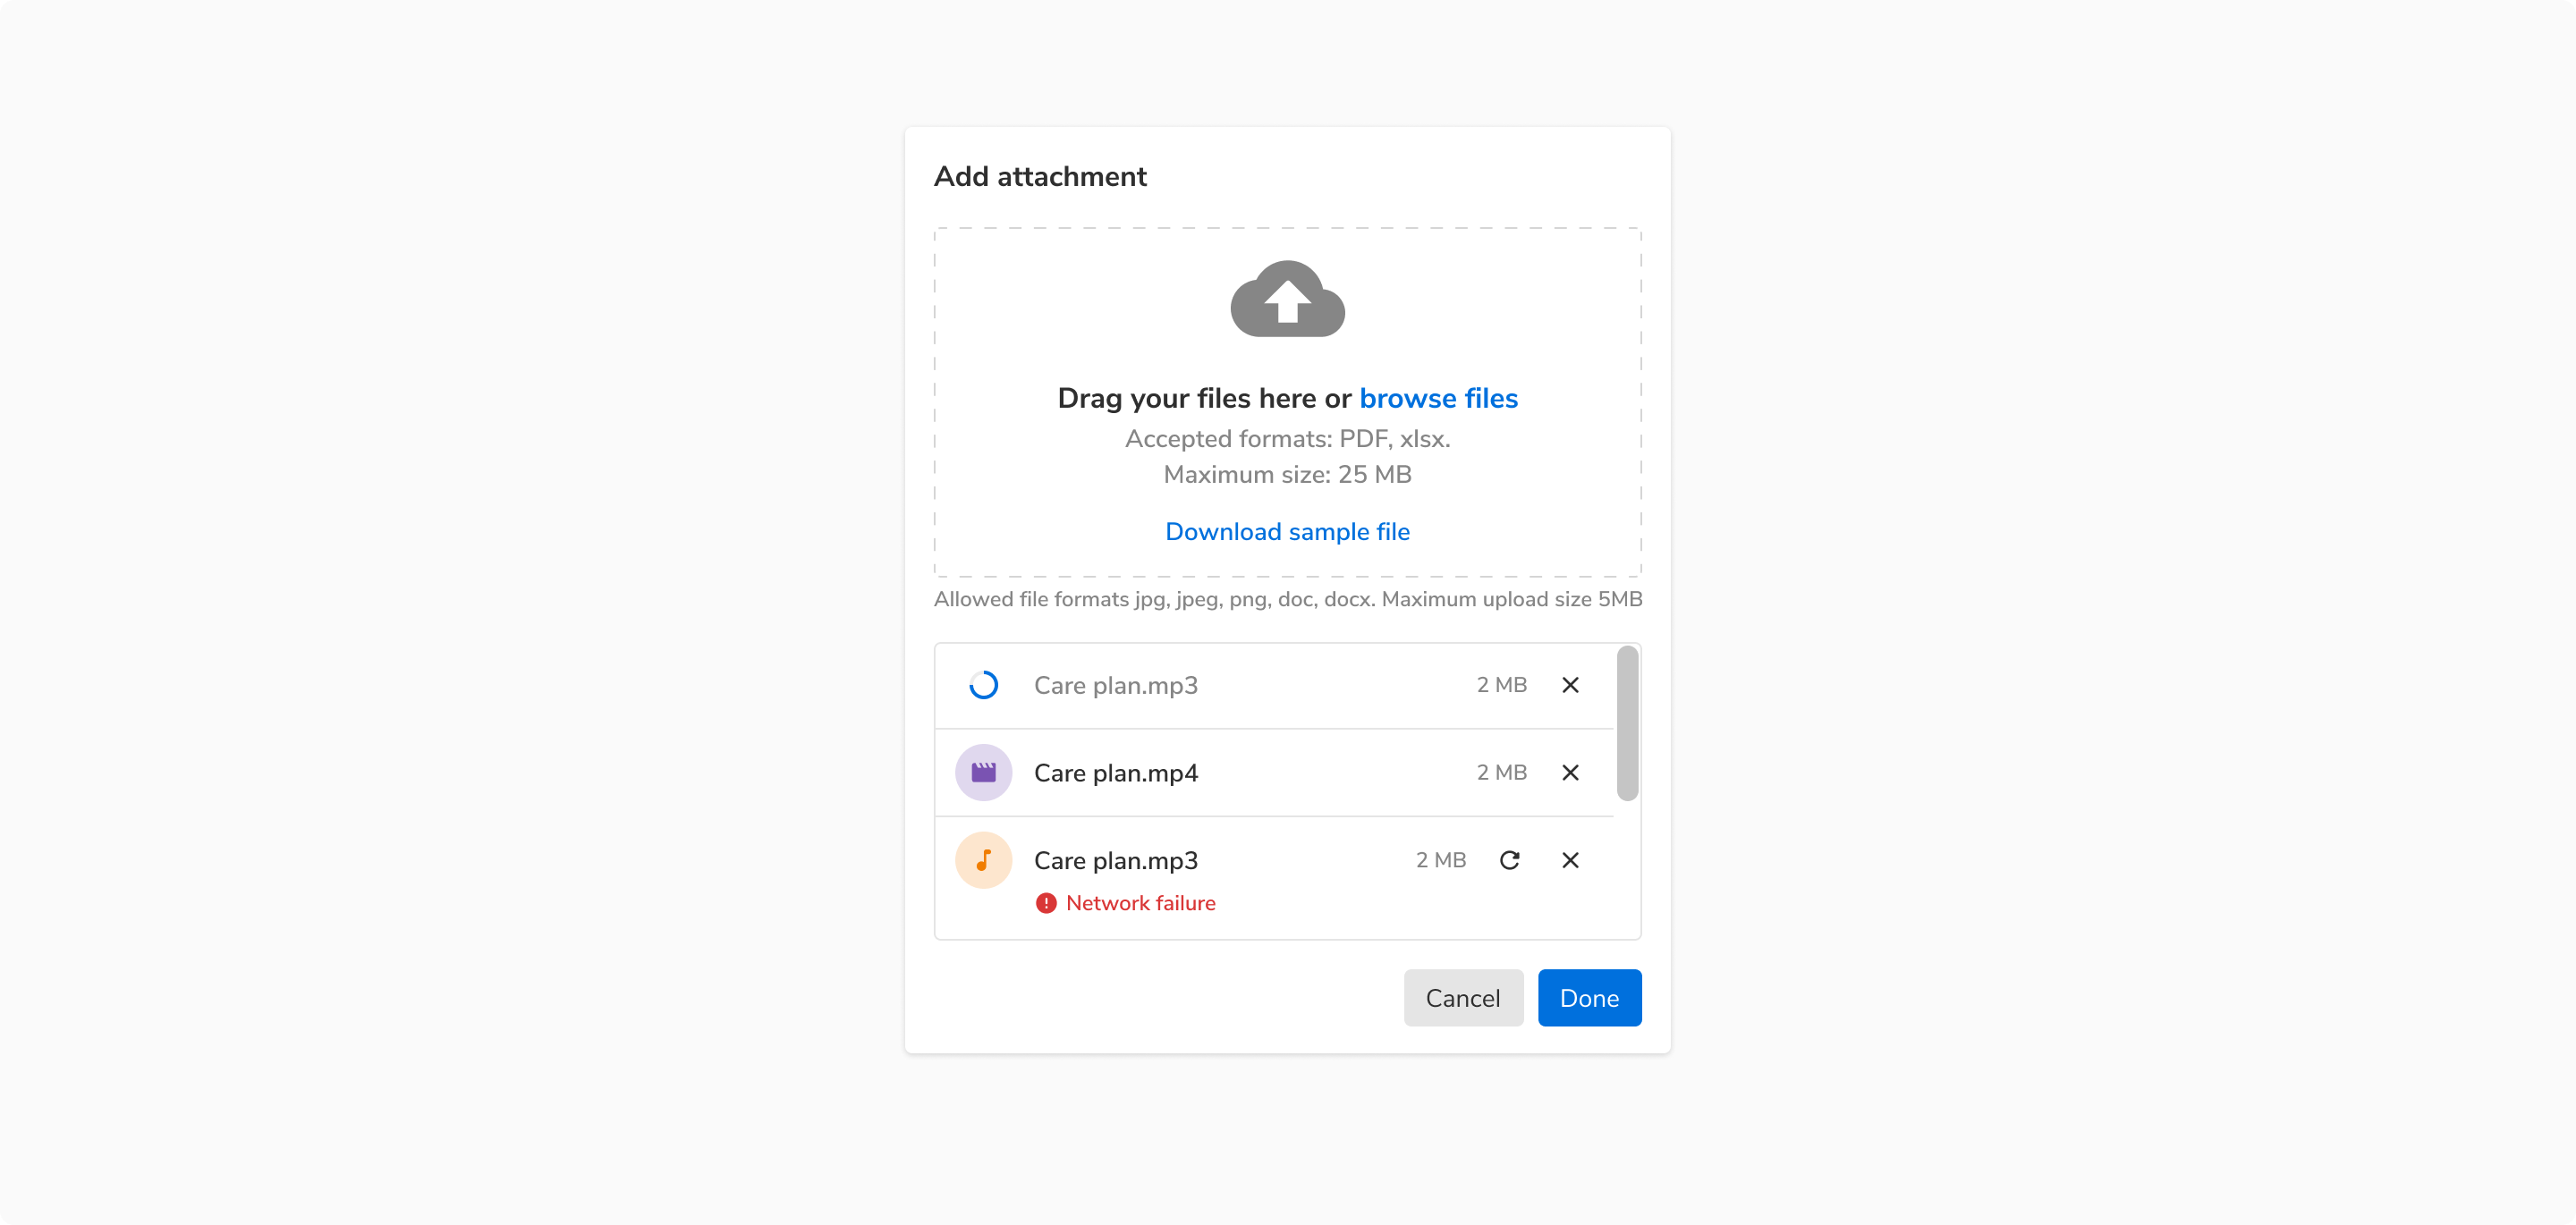 Add attachment
Drag your files here or browse files
Accepted formats: PDF, xlsx.
Maximum size: 25 MB
Download sample file
Allowed file formats jpg, jpeg, png, doc, docx. Maximum upload size 5MB
Care plan.mp3 2 MB
Care plan.mp4 2 MB
Care plan.mp3 2 MB
Network failure
Cancel Done